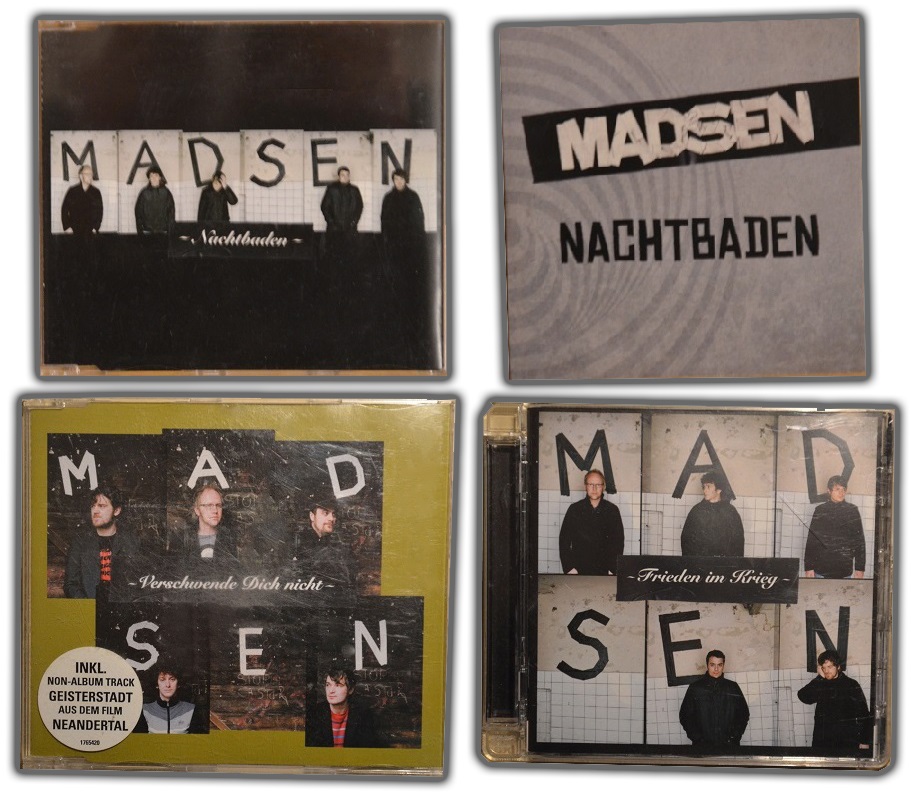 MADSEN
~ Nachtbaden ~
MADSEN
NACHTBADEN
MAD
~Verschwende Dich nicht~
SEN
INKL.
NON-ALBUM TRACK
GEISTERSTADT
AUS DEM FILM
NEANDERTAL
1765420
MAD
~Frieden im Krieg~
SEN